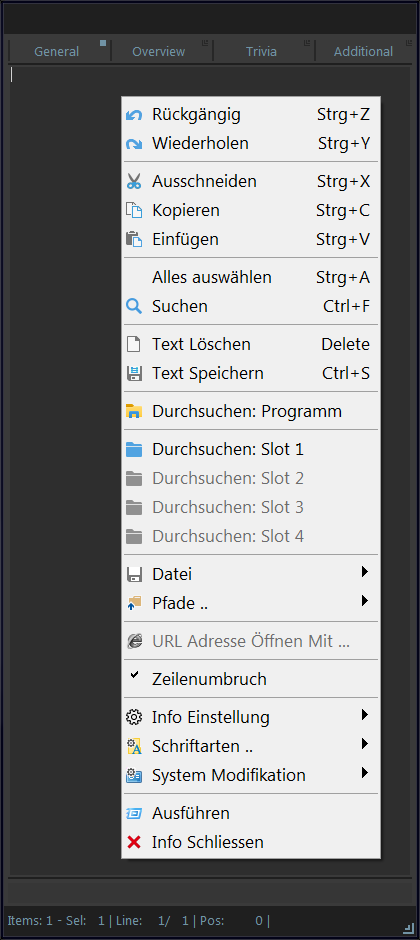 General Overview Trivia Additional
Rückgängig Strg+Z
Wiederholen Strg+Y
Ausschneiden Strg+X
Kopieren Strg+C
Einfügen Strg+V
Alles auswählen Strg+A
Suchen Ctrl+F
Text Löschen Delete
Text Speichern Ctrl+S
Durchsuchen: Programm
Durchsuchen: Slot 1
Durchsuchen: Slot 2
Durchsuchen: Slot 3
Durchsuchen: Slot 4
Datei
Pfade ..
URL Adresse Öffnen Mit ...
Zeilenumbruch
Info Einstellung
Schriftarten ..
System Modifikation
Ausführen
Info Schliessen
Items: 1 - Sel: 1 | Line: 1/ 1 | Pos: 0 |